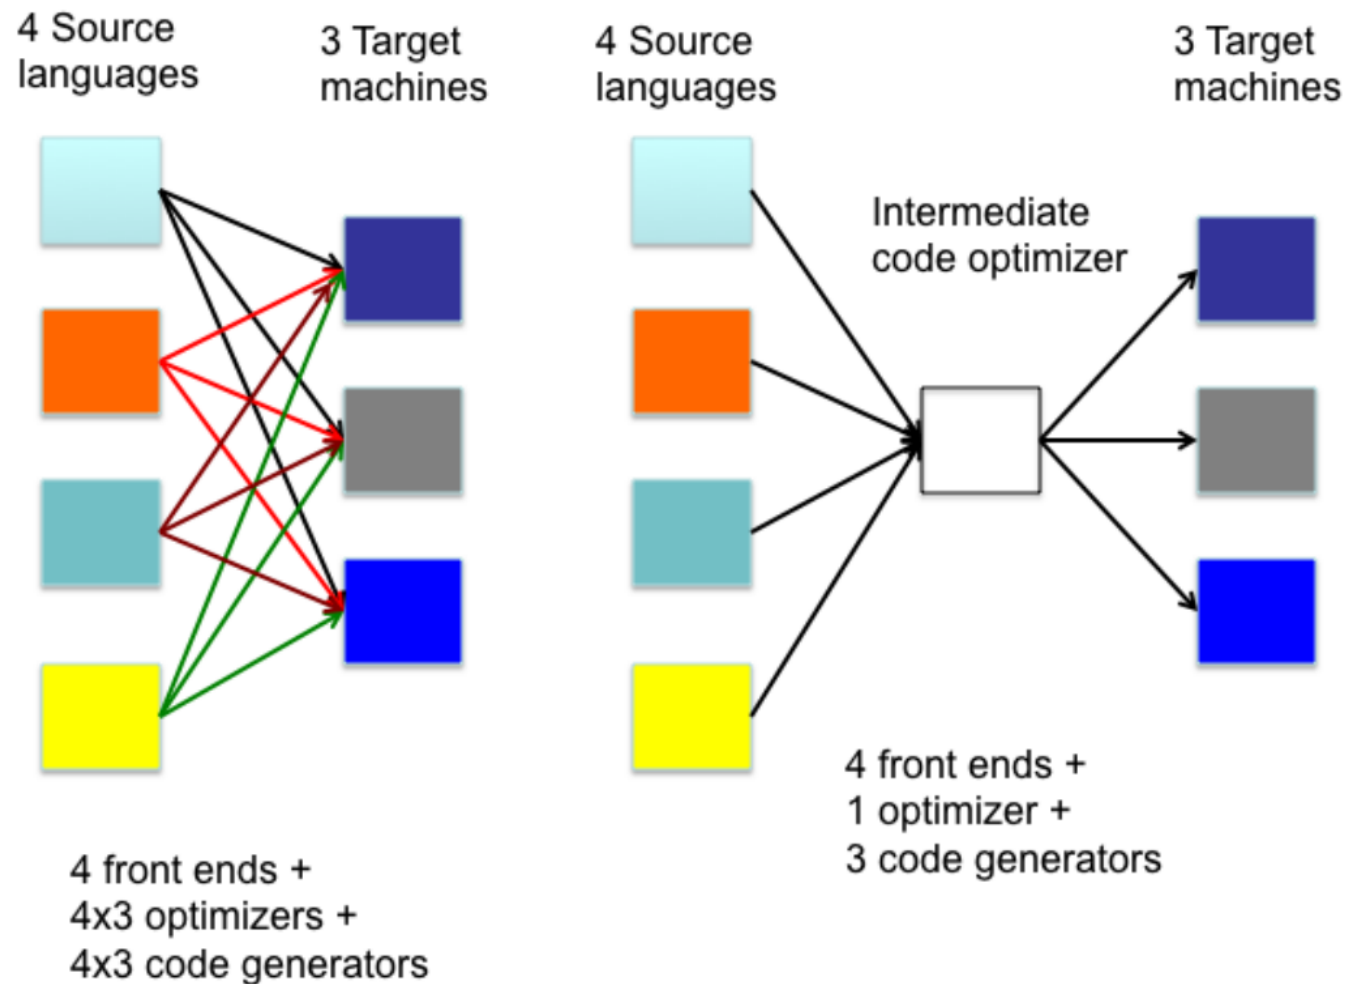 4 Source
languages
3 Target
machines
4 front ends +
4x3 optimizers +
4x3 code generators
4 Source
languages
Intermediate
code optimizer
3 Target
machines
4 front ends +
1 optimizer +
3 code generators